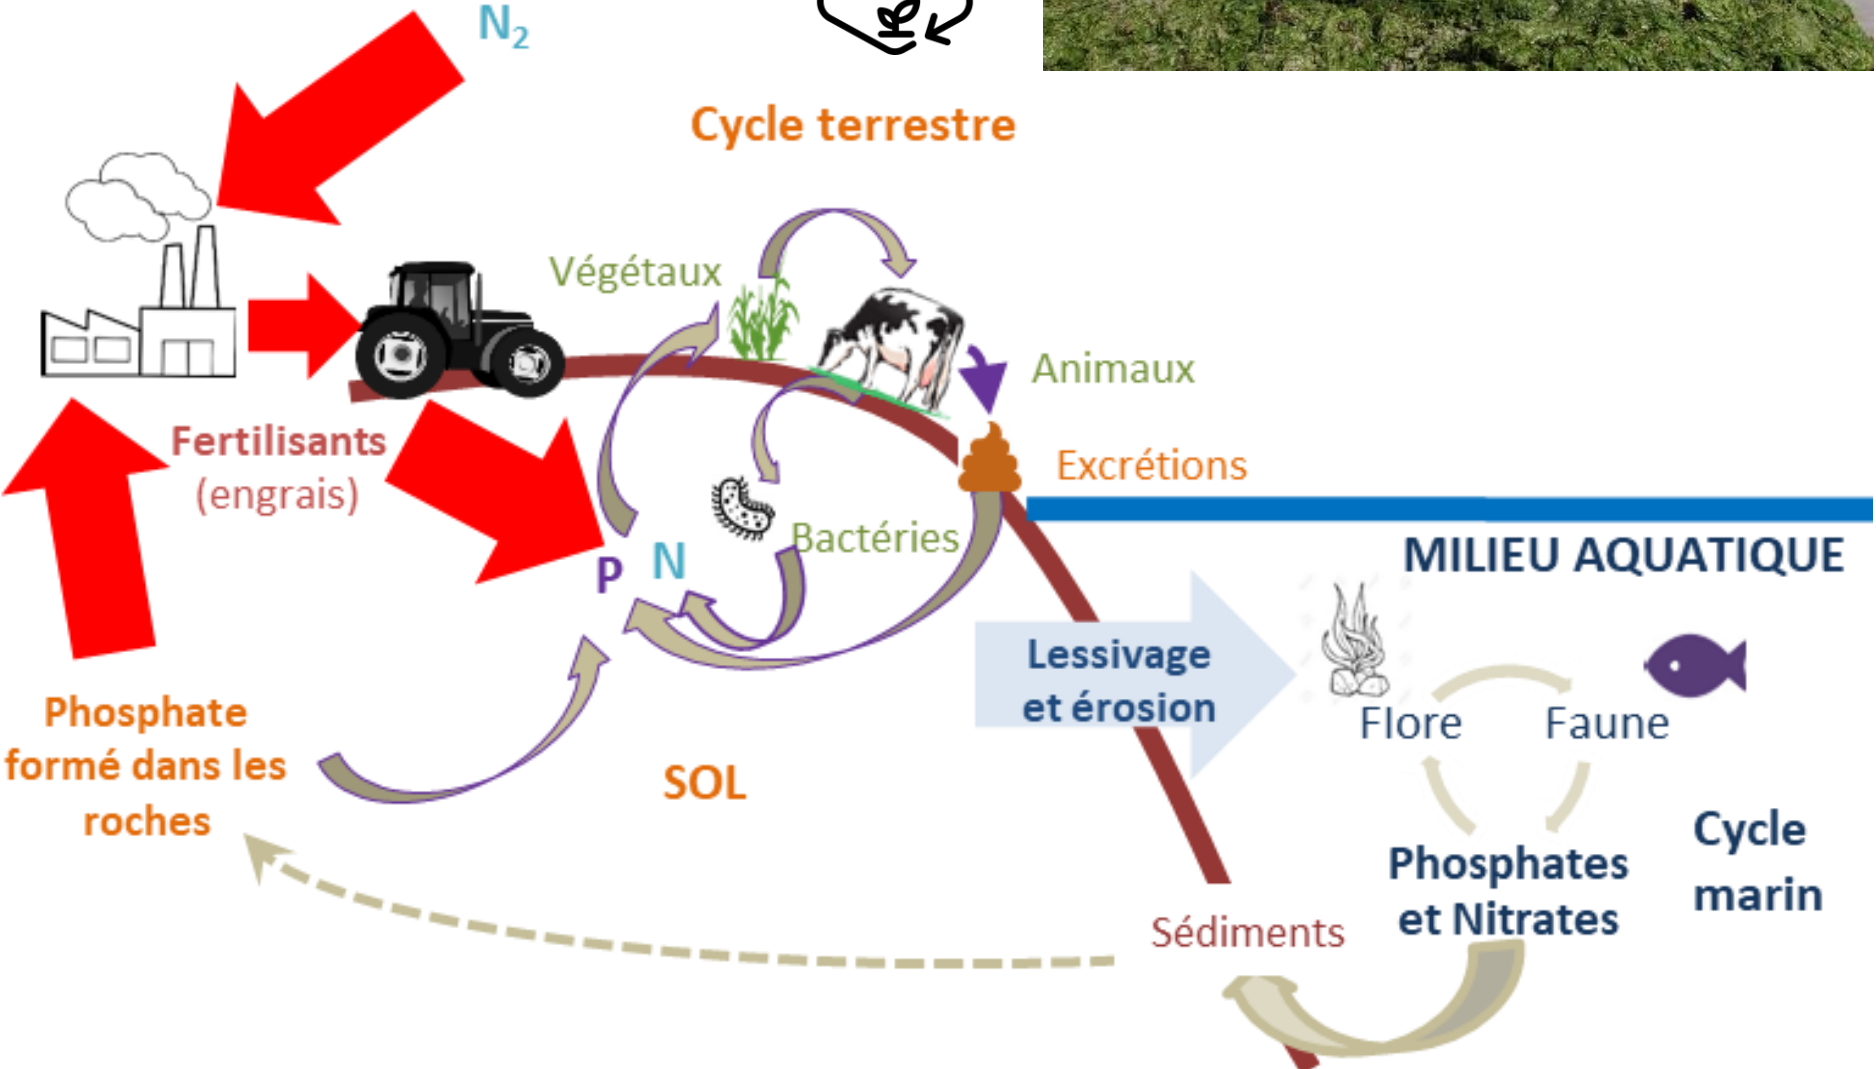 N₂
Cycle terrestre
Végétaux
Animaux
Fertilisants
(engrais)
Excrétions
Bactéries
P N
MILIEU AQUATIQUE
Lessivage
et érosion
Flore
Faune
Phosphate
formé dans les
roches
SOL
Cycle
marin
Phosphates
et Nitrates
Sédiments